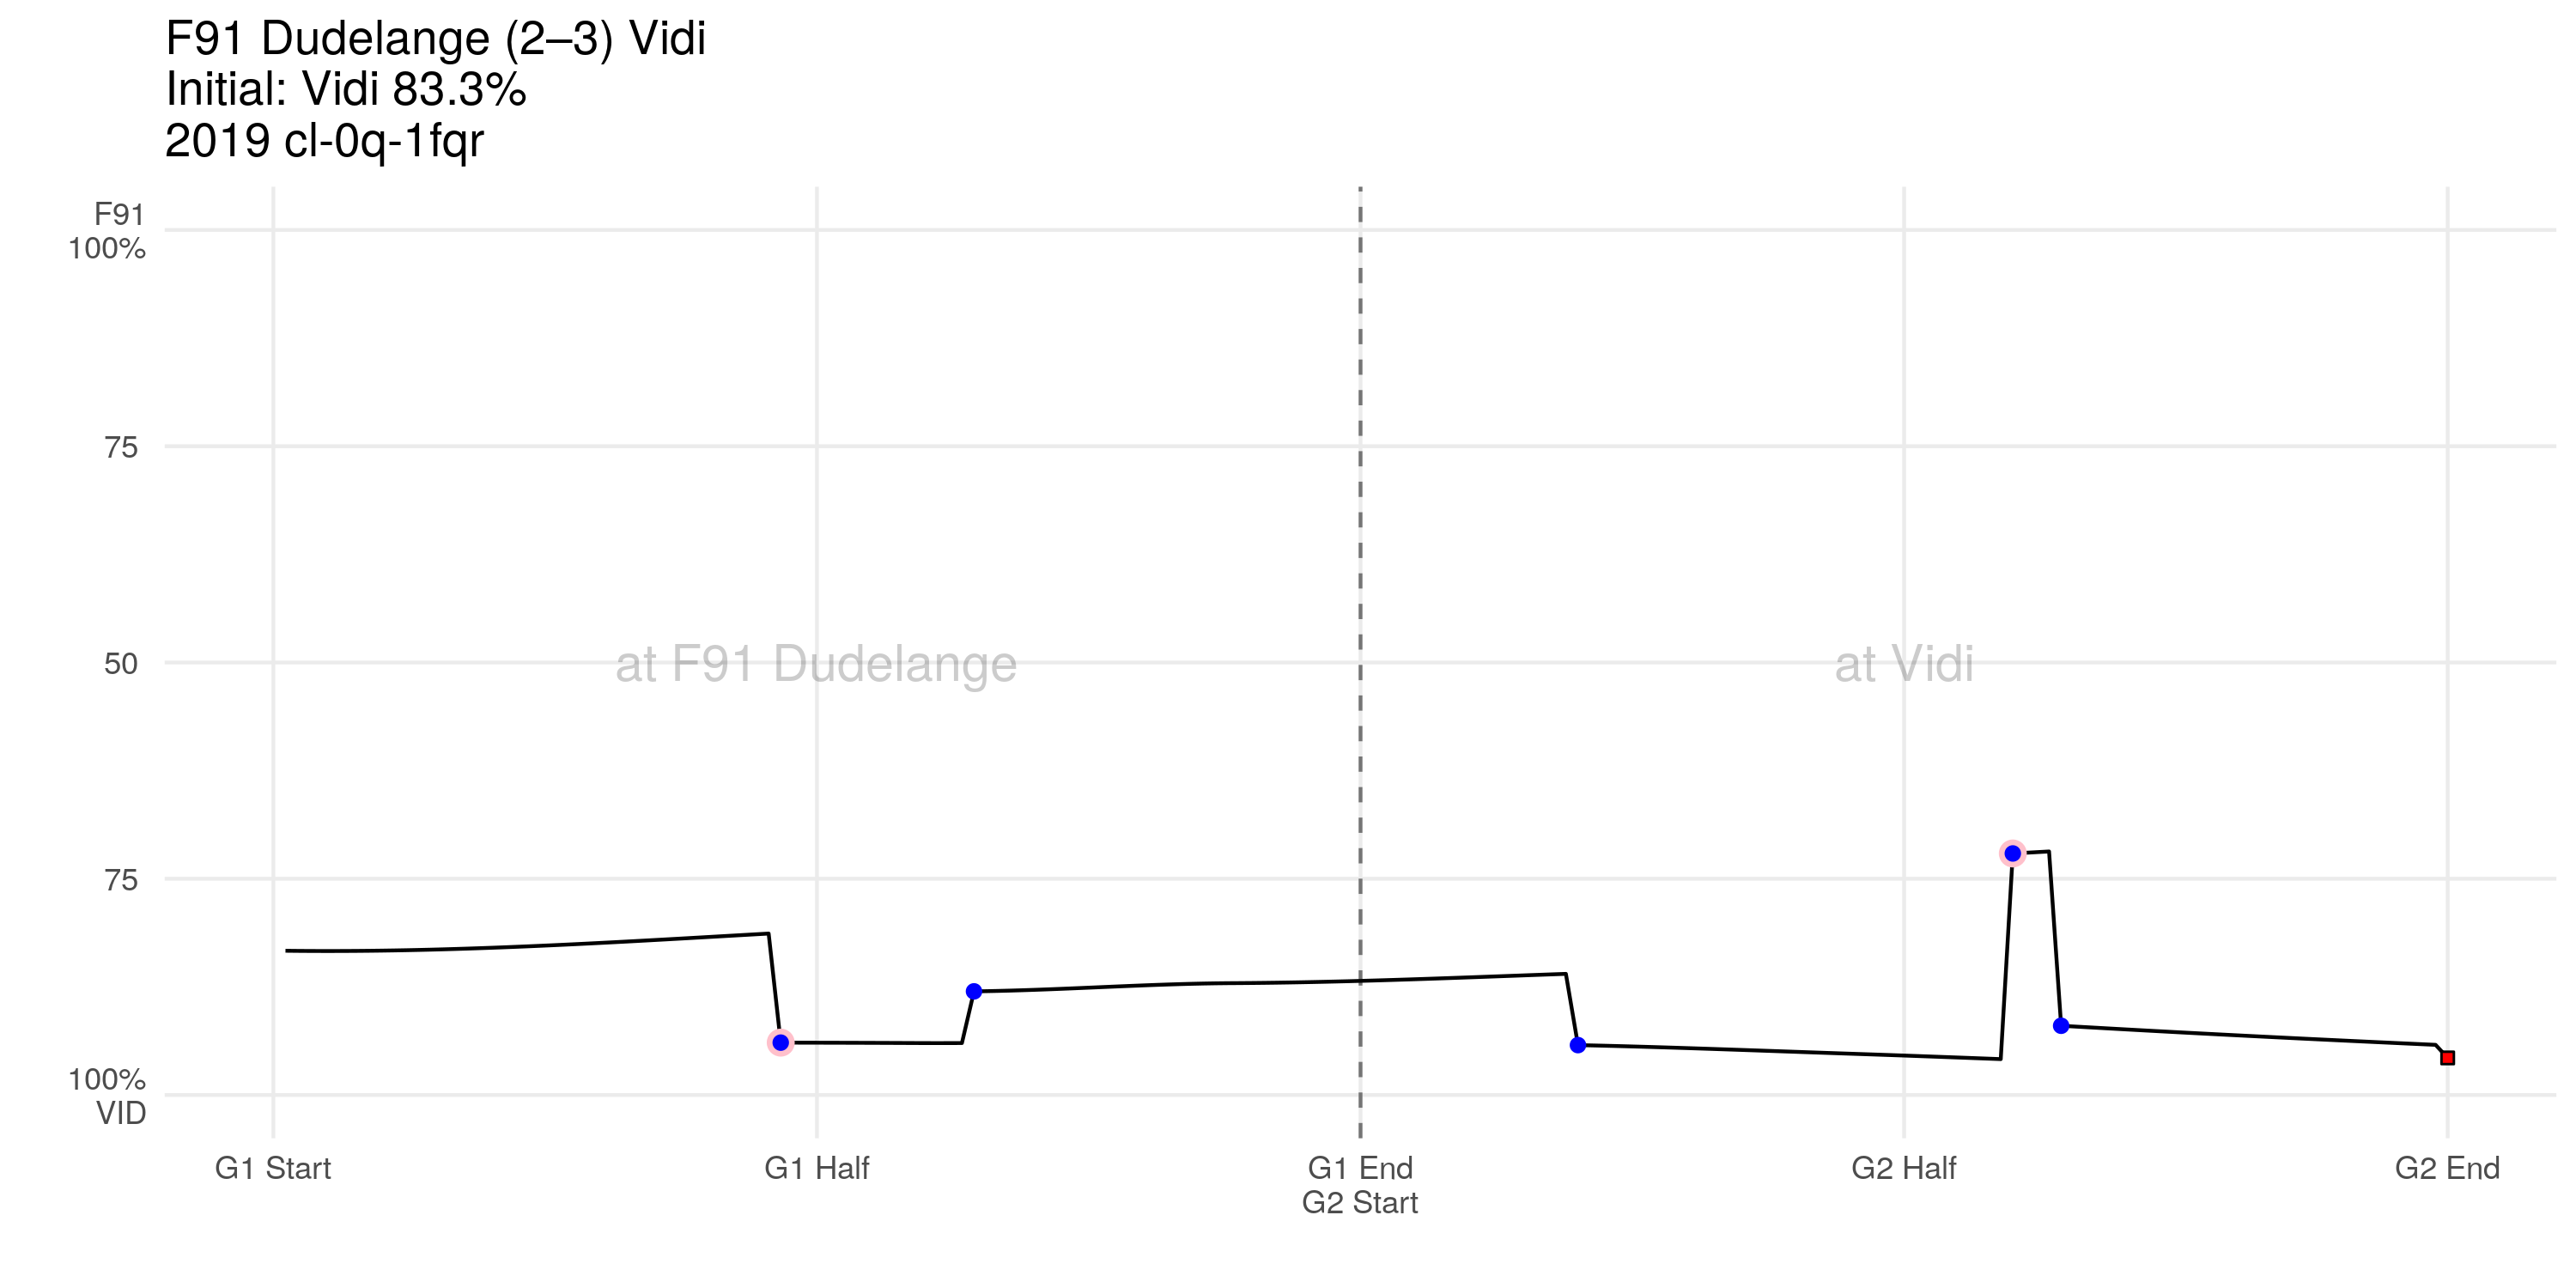 F91 Dudelange (2–3) Vidi
Initial: Vidi 83.3%
2019 cl-0q-1fqr
F91
100%
75
50
75
100%
VID
at F91 Dudelange
at Vidi
G1 Start
G1 Half
G1 End
G2 Start
G2 Half
G2 End